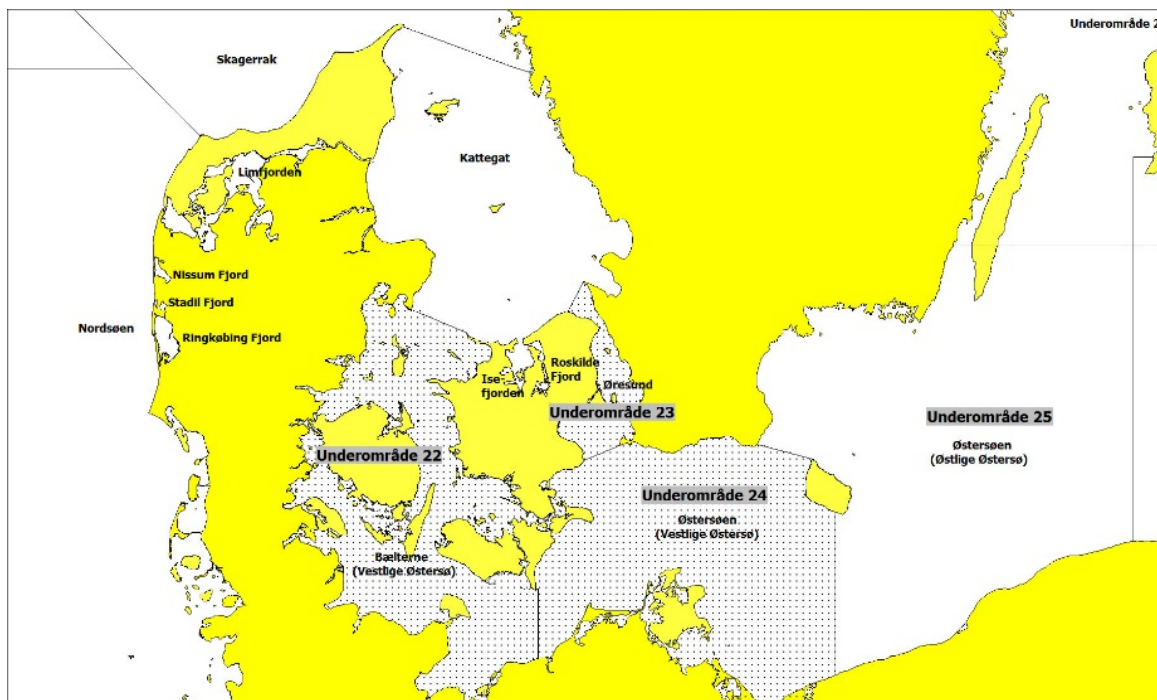 Underområde 2
Skagerrak
Kattegat
Limfjorden
Nissum Fjord
Stadil Fjord
Nordsøen
Ringkøbing Fjord
Roskilde
Fjord
Ise
fjorden
Øresund
Underområde 23
Underområde 25
Østersøen
(Østlige Østersø)
Underområde 22
Underområde 24
Østersøen
(Vestlige Østersø)
Bælterne
(Vestlige Østersø)